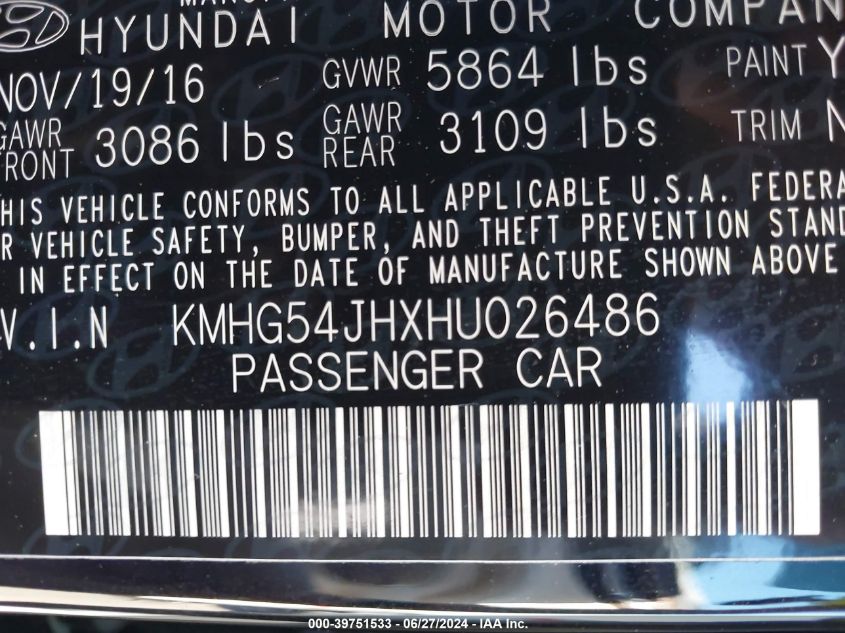 HYUNDAI MOTOR COMPAN
NOV/19/16 GVWR 5864 lbs PAINT Y
GAWR FRONT 3086 lbs GAWR REAR 3109 lbs TRIM N
HIS VEHICLE CONFORMS TO ALL APPLICABLE U.S.A. FEDERA
R VEHICLE SAFETY, BUMPER, AND THEFT PREVENTION STAND
IN EFFECT ON THE DATE OF MANUFACTURE SHOWN ABOVE
V.I.N KMHG54JHXHU026486
PASSENGER CAR
000-39751533 - 06/27/2024 - IAA Inc.